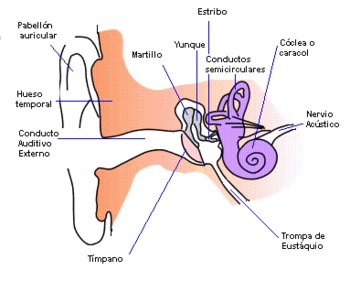 Estribo
Pabellón
auricular
Yunque
Martillo
Conductos
semicirculares
Cóclea o
caracol
Hueso
temporal
Nervio
Acústico
Conducto
Auditivo
Externo
Trompa de
Eustáquio
Tímpano